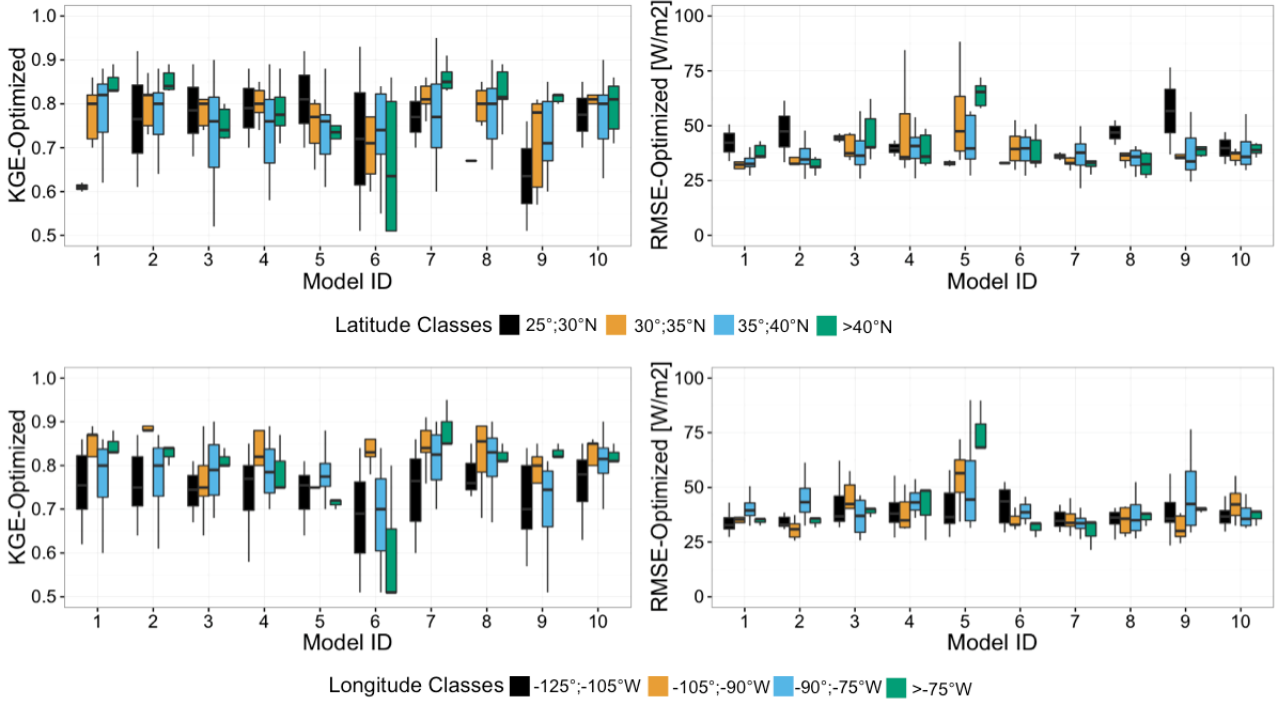 KGE-Optimized
1.0
0.9
0.8
0.7
0.6
0.5
1 2 3 4 5 6 7 8 9 10
Model ID
RMSE-Optimized [W/m2]
100
75
50
25
0
1 2 3 4 5 6 7 8 9 10
Model ID
Latitude Classes 25°;30°N 30°;35°N 35°;40°N >40°N
KGE-Optimized
1.0
0.9
0.8
0.7
0.6
0.5
1 2 3 4 5 6 7 8 9 10
Model ID
RMSE-Optimized [W/m2]
100
75
50
25
0
1 2 3 4 5 6 7 8 9 10
Model ID
Longitude Classes -125°;-105°W -105°;-90°W -90°;-75°W >-75°W